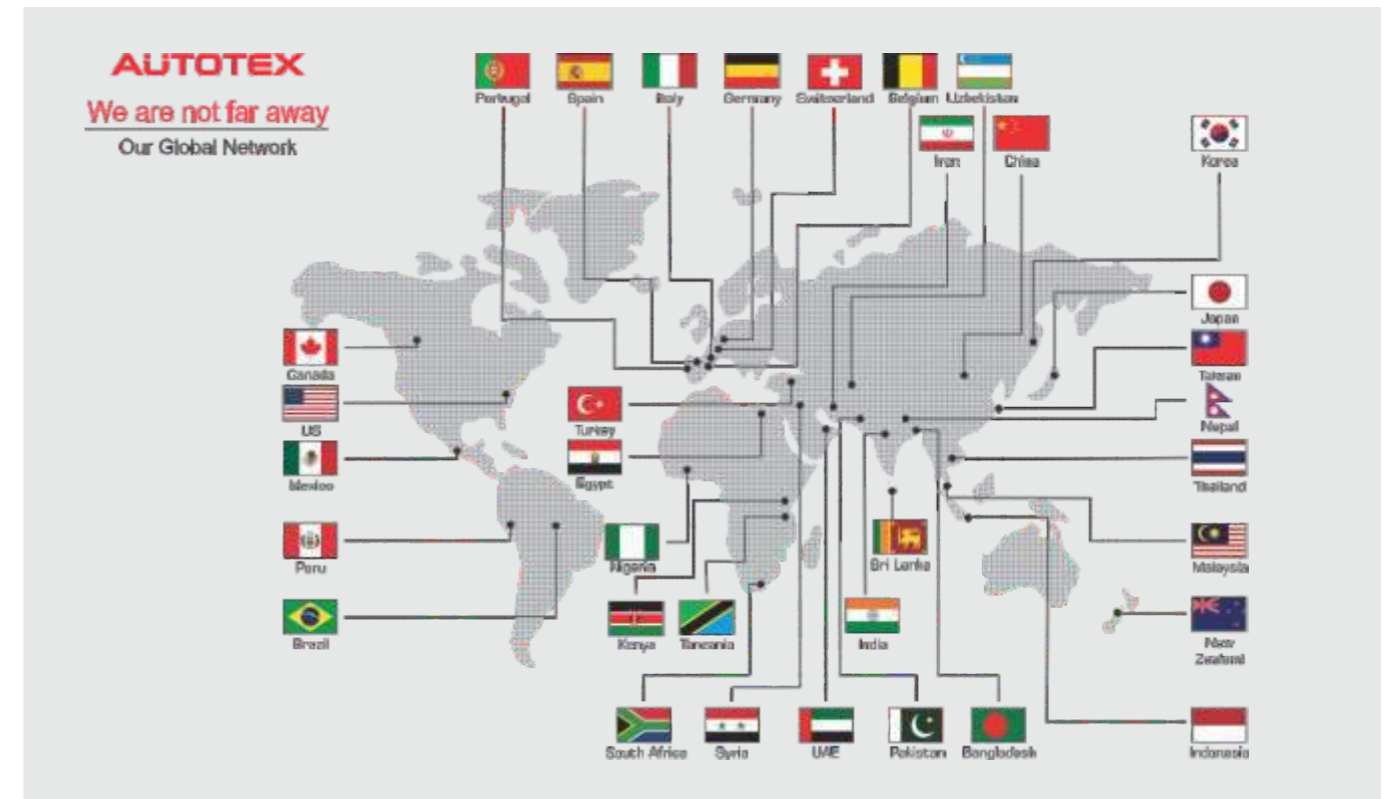 AUTOTEX
We are not far away
Our Global Network
Portugal
Spain
Italy
Germany
Switzerland
Belgium
Uzbekistan
Iran
China
Korea
Japan
Taiwan
Nepal
Thailand
Malaysia
New
Zealand
Indonesia
Canada
US
Mexico
Peru
Brazil
Turkey
Egypt
Nigeria
Kenya
Tanzania
Sri Lanka
India
South Africa
Syria
UAE
Pakistan
Bangladesh